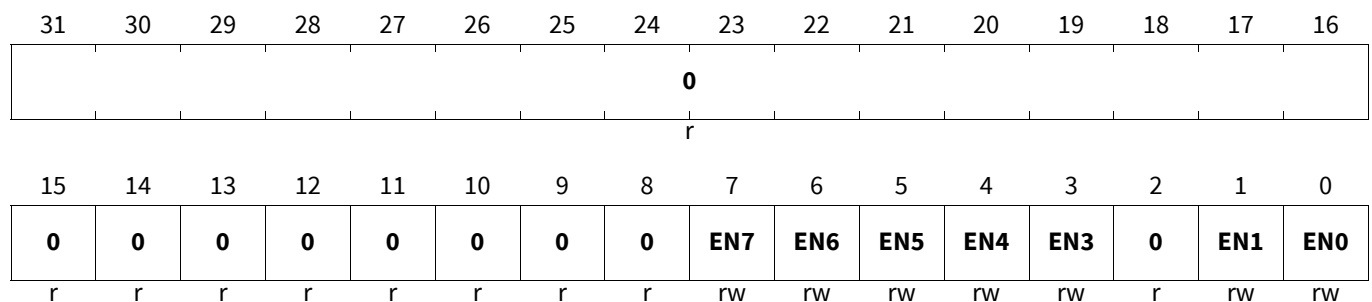 31 30 29 28 27 26 25 24 23 22 21 20 19 18 17 16
0
r
15 14 13 12 11 10 9 8 7 6 5 4 3 2 1 0
0 0 0 0 0 0 0 0 EN7 EN6 EN5 EN4 EN3 0 EN1 EN0
r r r r r r r r rw rw rw rw rw r rw rw